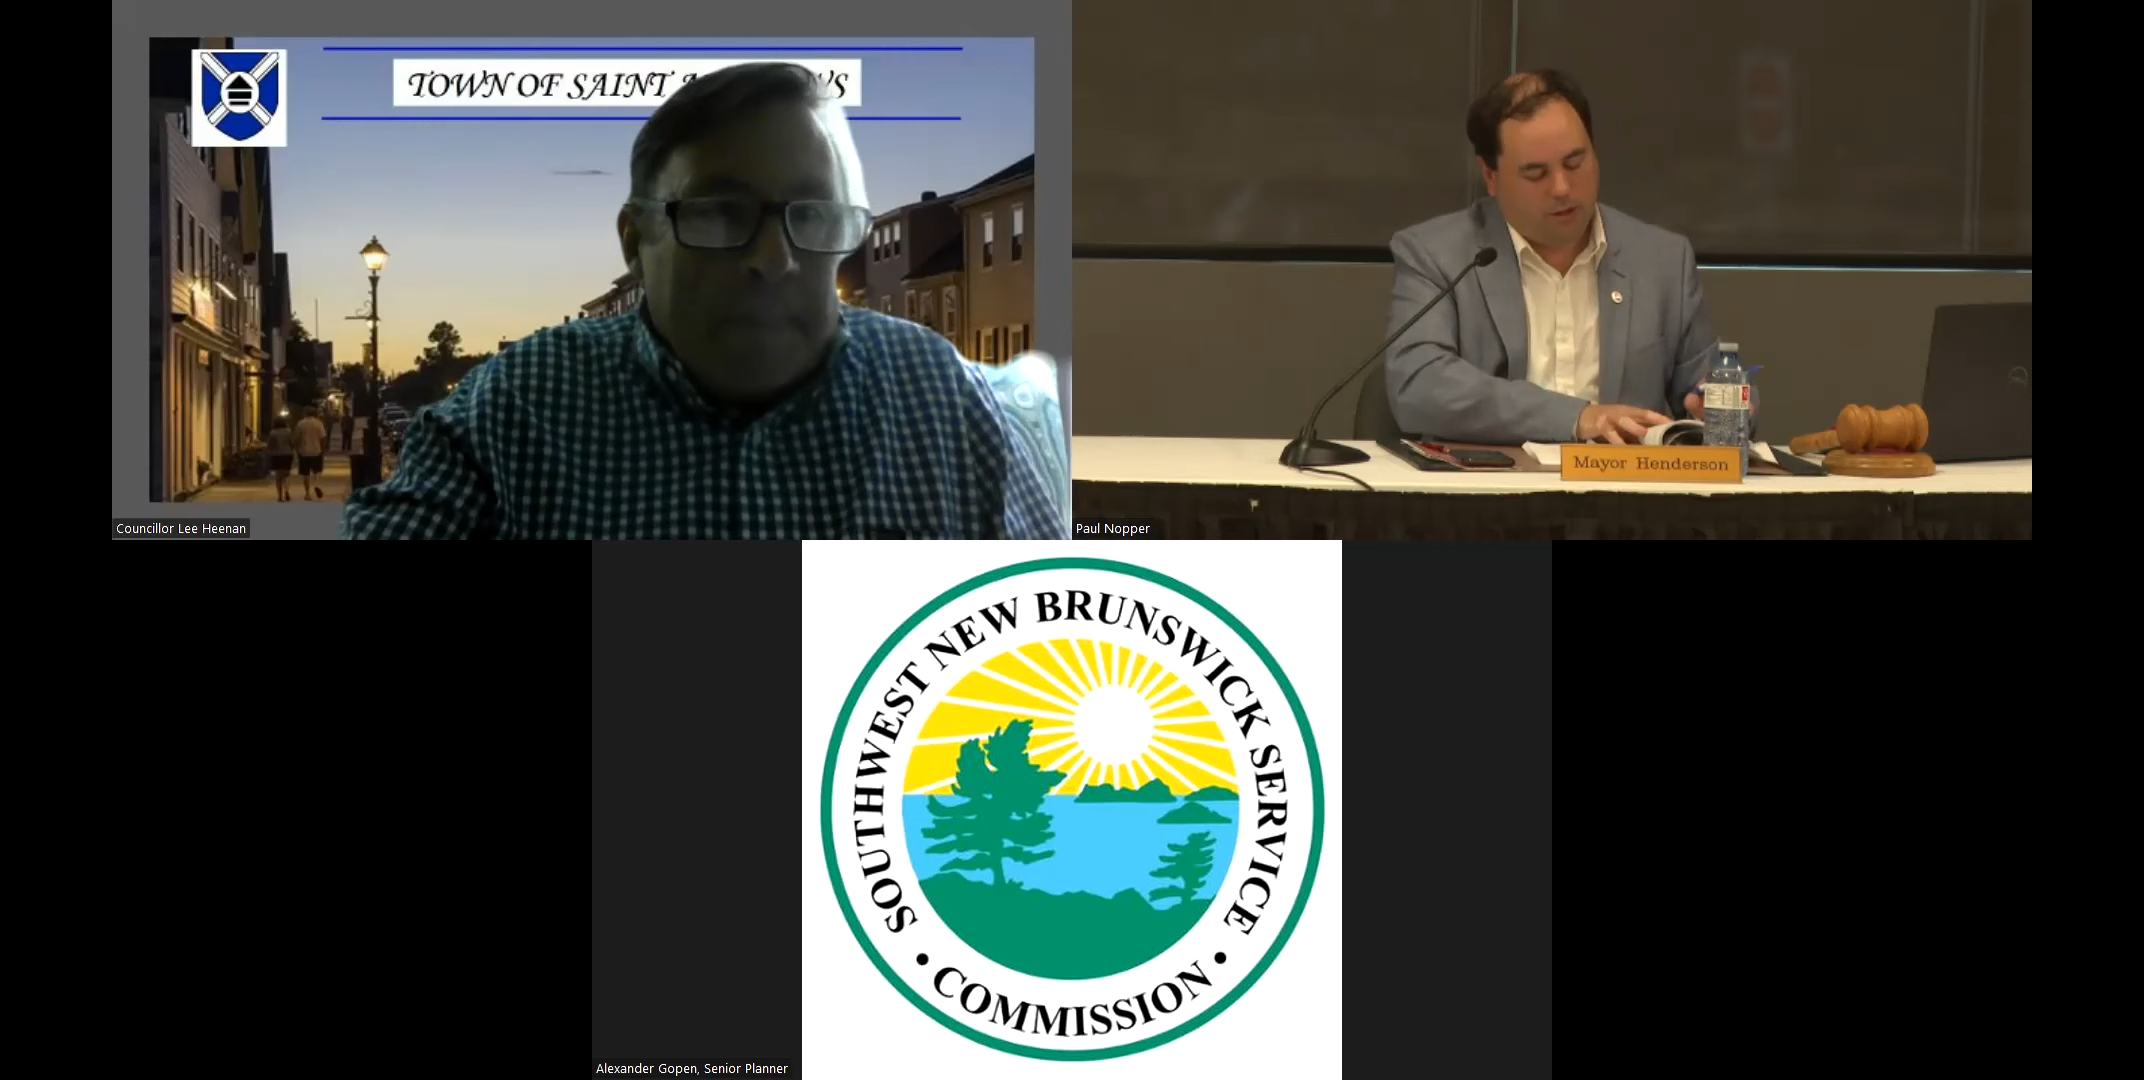 TOWN OF SAINT
Councillor Lee Heenan
Mayor Henderson
Paul Nopper
SOUTHWEST NEW BRUNSWICK SERVICE
• COMMISSION •
Alexander Gopen, Senior Planner